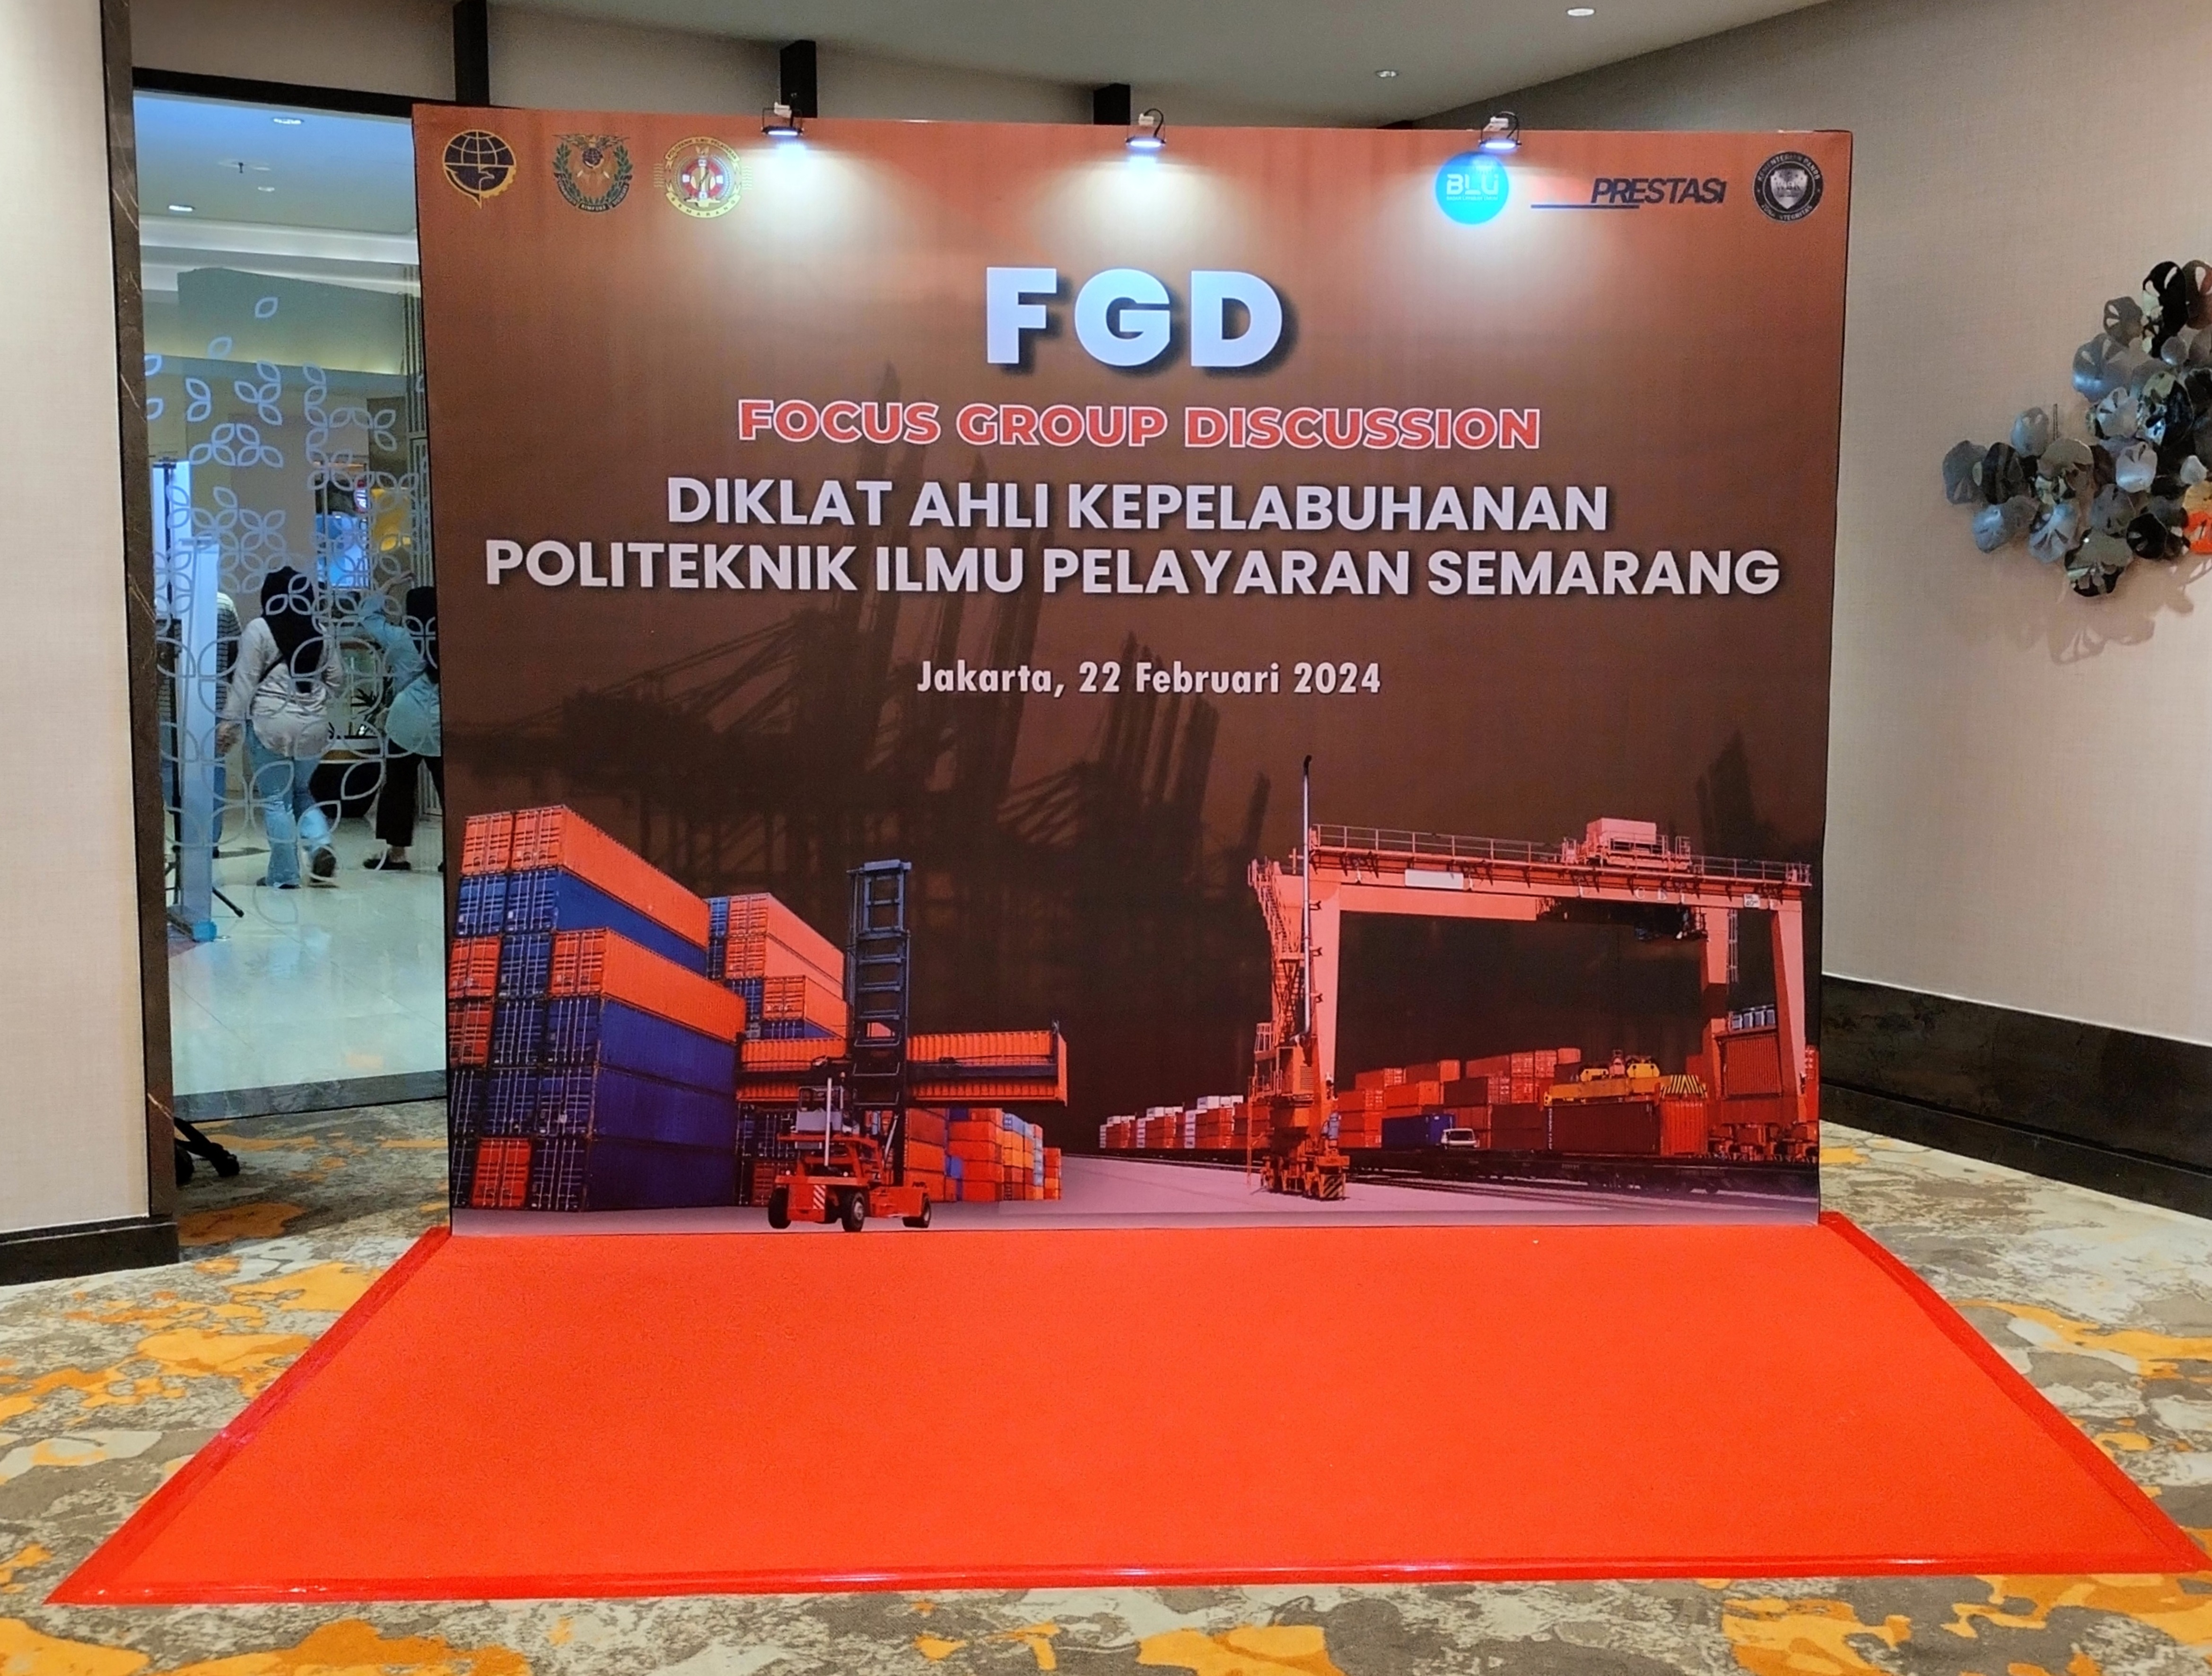 BLU
PRESTASI
FGD
FOCUS GROUP DISCUSSION
DIKLAT AHLI KEPELABUHANAN
POLITEKNIK ILMU PELAYARAN SEMARANG
Jakarta, 22 Februari 2024